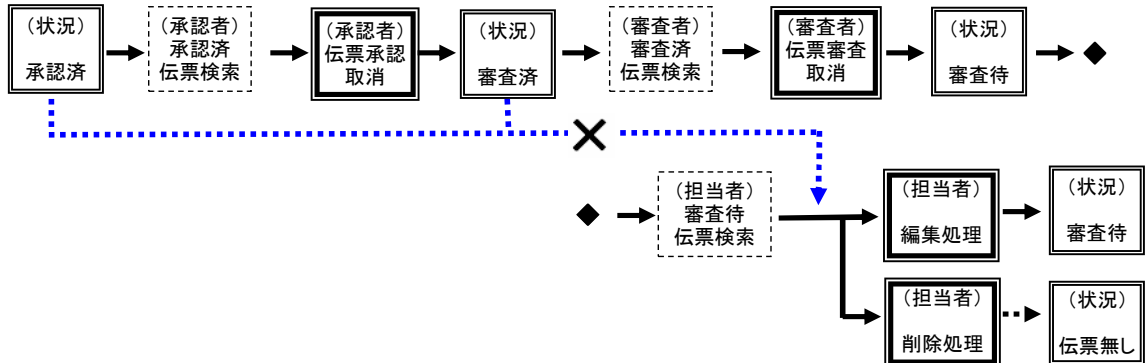 (状況)
承認済
(承認者)
承認済
伝票検索
(承認者)
伝票承認
取消
(状況)
審査済
(審査者)
審査済
伝票検索
(審査者)
伝票審査
取消
(状況)
審査待
(担当者)
審査待
伝票検索
(担当者)
編集処理
(状況)
審査待
(担当者)
削除処理
(状況)
伝票無し